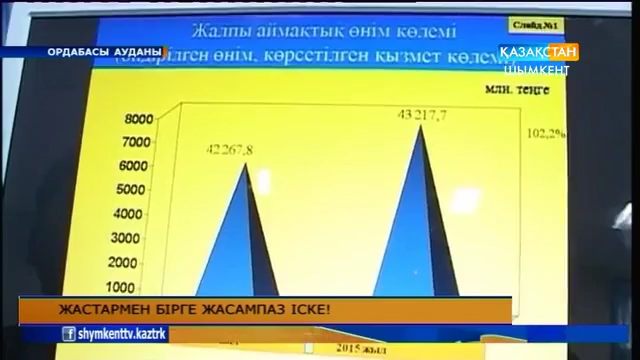 ОРДАБАСЫ АУДАНЫ
Жалпы аймақтық өнім көлемі
Слайд №1
өнім, көрсетілген қызмет көлемі
ҚАЗАҚСТАН
ШЫМКЕНТ
млн. теңге
8000
7000
6000
5000
4000
3000
2000
1000
42 267,8
43 217,7
102,2%
ЖАСТАРМЕН БІРГЕ ЖАСАМПАЗ ІСКЕ!
shymkenttv.kaztrk
2015 жыл